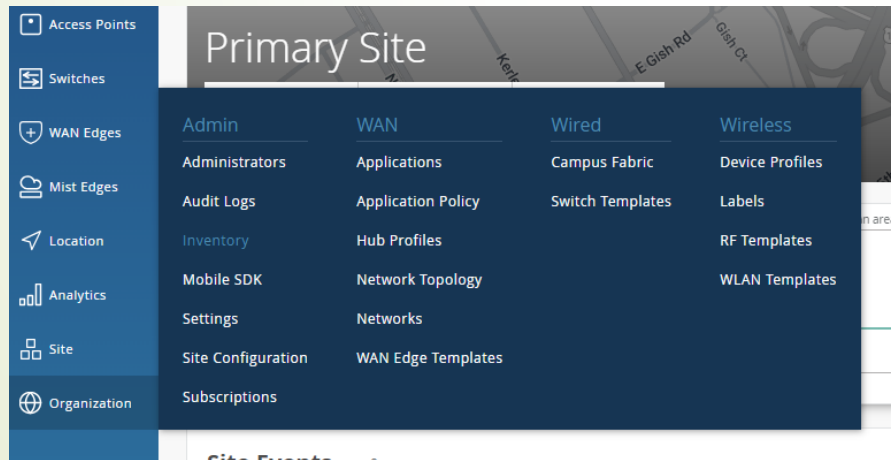 Access Points
Switches
WAN Edges
Mist Edges
Location
Analytics
Site
Organization
Primary Site
E Gish Rd
Gish Ct
Admin
Administrators
Audit Logs
Inventory
Mobile SDK
Settings
Site Configuration
Subscriptions
WAN
Applications
Application Policy
Hub Profiles
Network Topology
Networks
WAN Edge Templates
Wired
Campus Fabric
Switch Templates
Wireless
Device Profiles
Labels
RF Templates
WLAN Templates